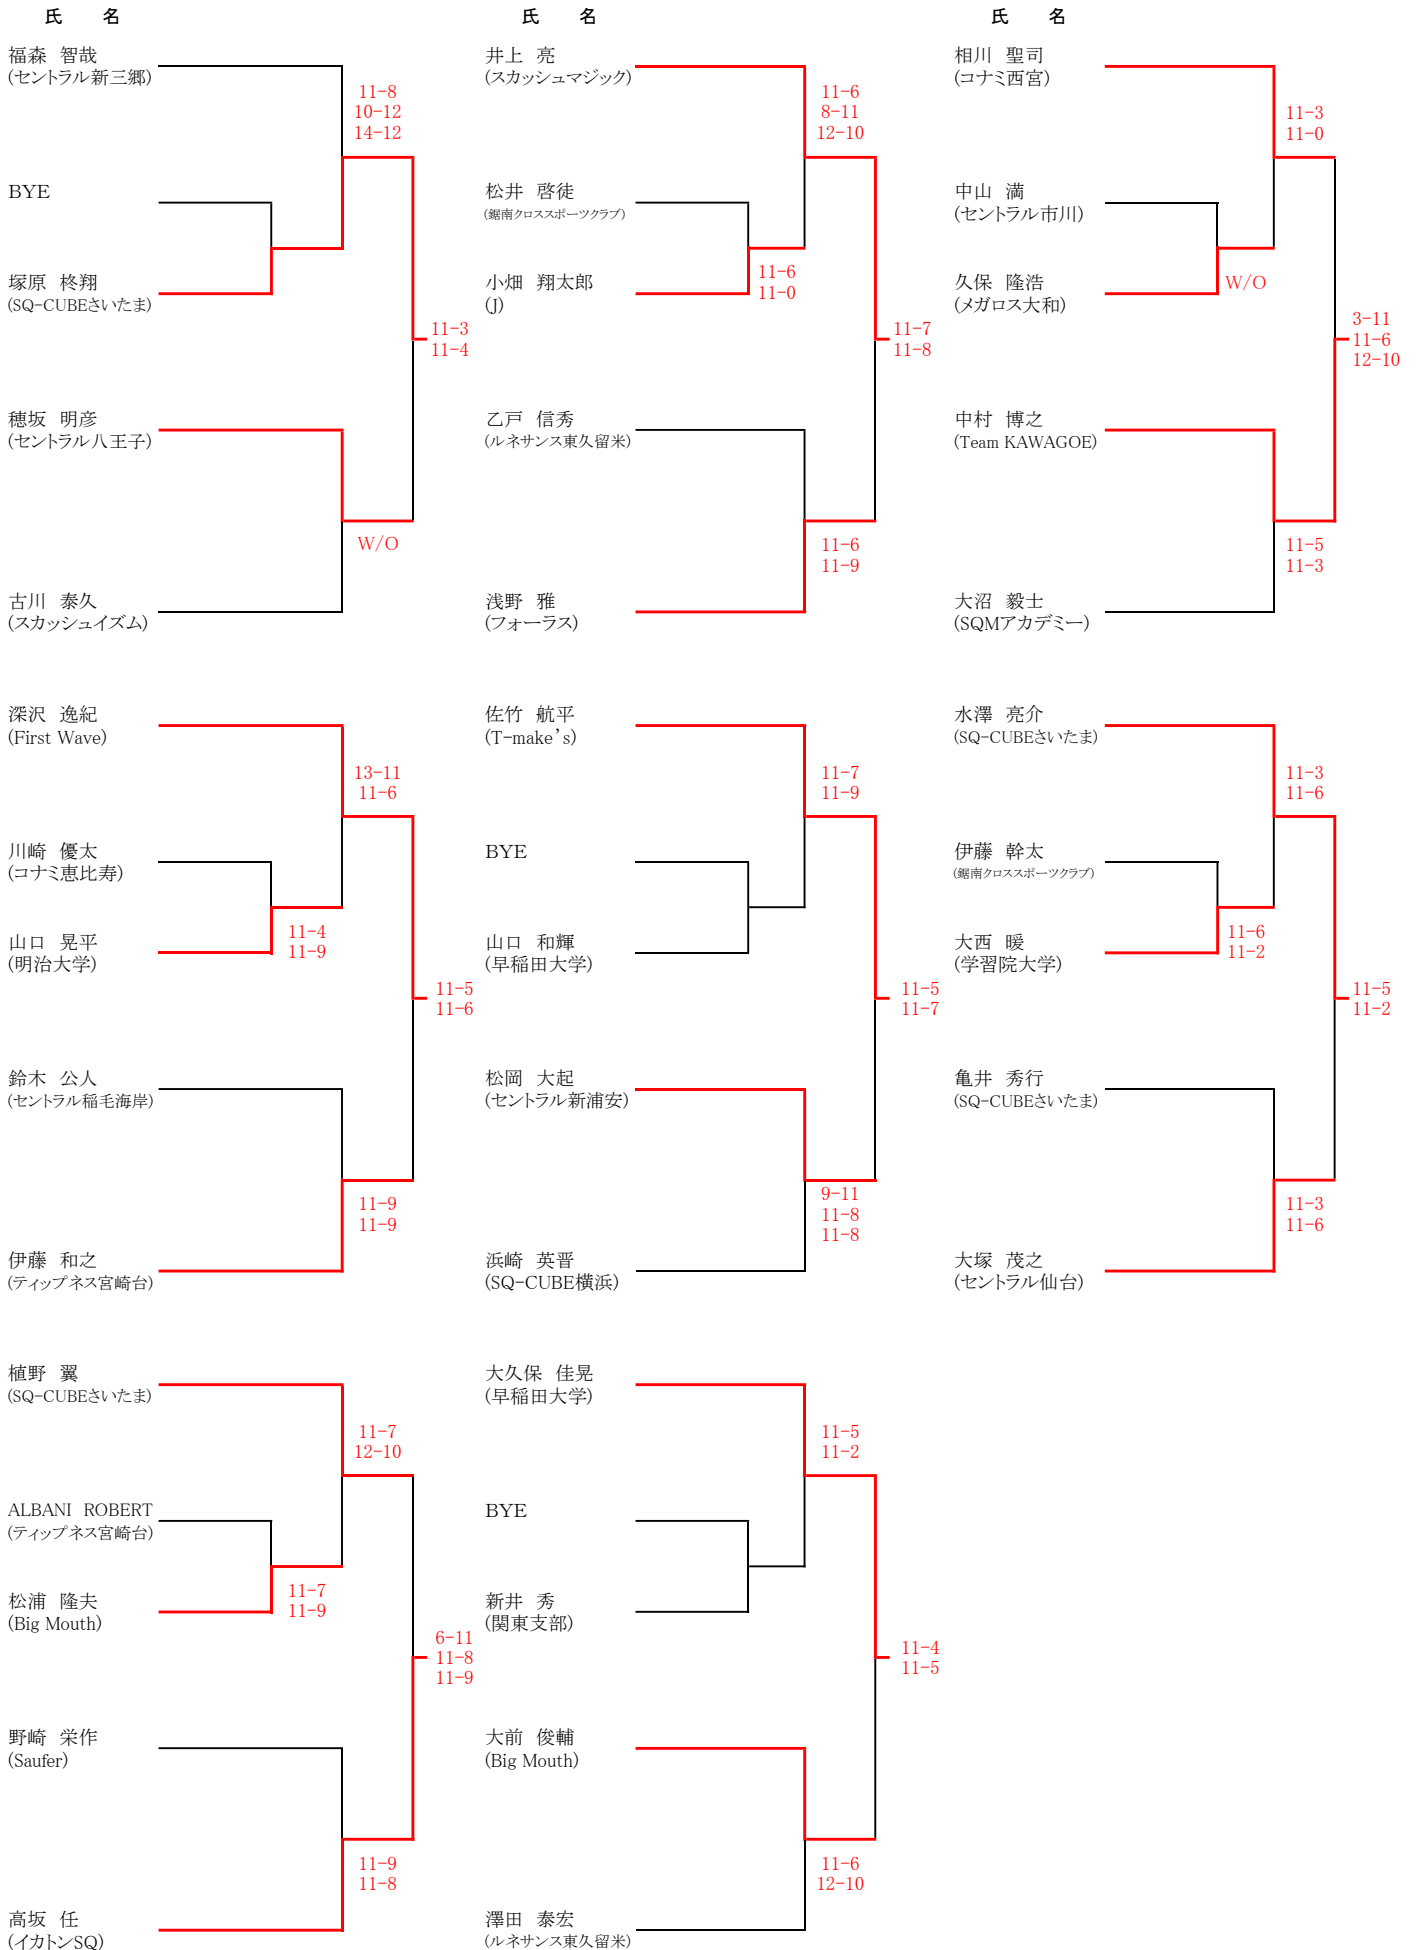 氏 名
福森 智哉
(セントラル新三郷)
11-8
10-12
14-12
BYE
塚原 柊翔
(SQ-CUBEさいたま)
11-3
11-4
穂坂 明彦
(セントラル八王子)
W/O
古川 泰久
(スカッシュイズム)
深沢 逸紀
(First Wave)
13-11
11-6
川崎 優太
(コナミ恵比寿)
山口 晃平
(明治大学)
11-4
11-9
11-5
11-6
鈴木 公人
(セントラル稲毛海岸)
11-9
11-9
伊藤 和之
(ティップネス宮崎台)
植野 翼
(SQ-CUBEさいたま)
11-7
12-10
ALBANI ROBERT
(ティップネス宮崎台)
松浦 隆夫
(Big Mouth)
11-7
11-9
6-11
11-8
11-9
野崎 栄作
(Saufer)
11-9
11-8
高坂 任
(イカトンSQ)
氏 名
井上 亮
(スカッシュマジック)
11-6
8-11
12-10
松井 啓徒
(鋸南クロススポーツクラブ)
小畑 翔太郎
(J)
11-6
11-0
11-7
11-8
乙戸 信秀
(ルネサンス東久留米)
11-6
11-9
浅野 雅
(フォーラス)
佐竹 航平
(T-make's)
11-7
11-9
BYE
山口 和輝
(早稲田大学)
11-5
11-7
松岡 大起
(セントラル新浦安)
9-11
11-8
11-8
浜崎 英晋
(SQ-CUBE横浜)
大久保 佳晃
(早稲田大学)
11-5
11-2
BYE
新井 秀
(関東支部)
11-4
11-5
大前 俊輔
(Big Mouth)
11-6
12-10
澤田 泰宏
(ルネサンス東久留米)
氏 名
相川 聖司
(コナミ西宮)
11-3
11-0
中山 満
(セントラル市川)
久保 隆浩
(メガロス大和)
W/O
3-11
11-6
12-10
中村 博之
(Team KAWAGOE)
11-5
11-3
大沼 毅士
(SQMアカデミー)
水澤 亮介
(SQ-CUBEさいたま)
11-3
11-6
伊藤 幹太
(鋸南クロススポーツクラブ)
大西 暖
(学習院大学)
11-6
11-2
11-5
11-2
亀井 秀行
(SQ-CUBEさいたま)
11-3
11-6
大塚 茂之
(セントラル仙台)